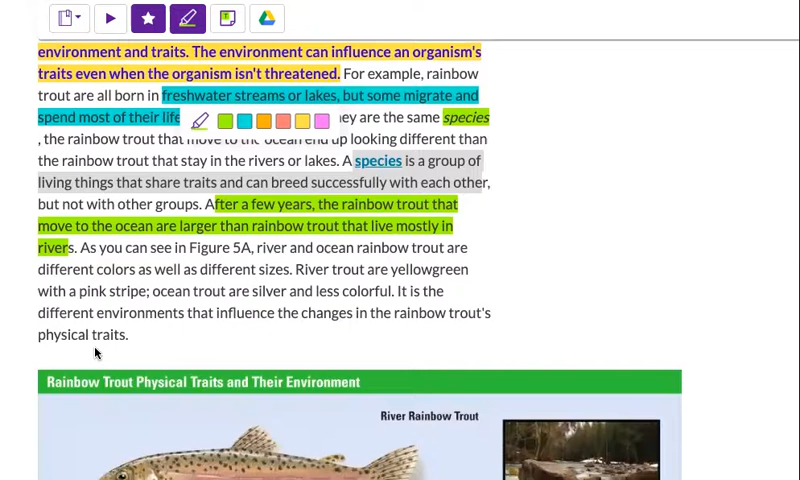 environment and traits. The environment can influence an organism's
traits even when the organism isn't threatened. For example, rainbow
trout are all born in freshwater streams or lakes, but some migrate and
spend most of their life ey are the same species
, the rainbow trout that move to the ocean end up looking different than
the rainbow trout that stay in the rivers or lakes. A species is a group of
living things that share traits and can breed successfully with each other,
but not with other groups. After a few years, the rainbow trout that
move to the ocean are larger than rainbow trout that live mostly in
rivers. As you can see in Figure 5A, river and ocean rainbow trout are
different colors as well as different sizes. River trout are yellowgreen
with a pink stripe; ocean trout are silver and less colorful. It is the
different environments that influence the changes in the rainbow trout's
physical traits.
Rainbow Trout Physical Traits and Their Environment
River Rainbow Trout